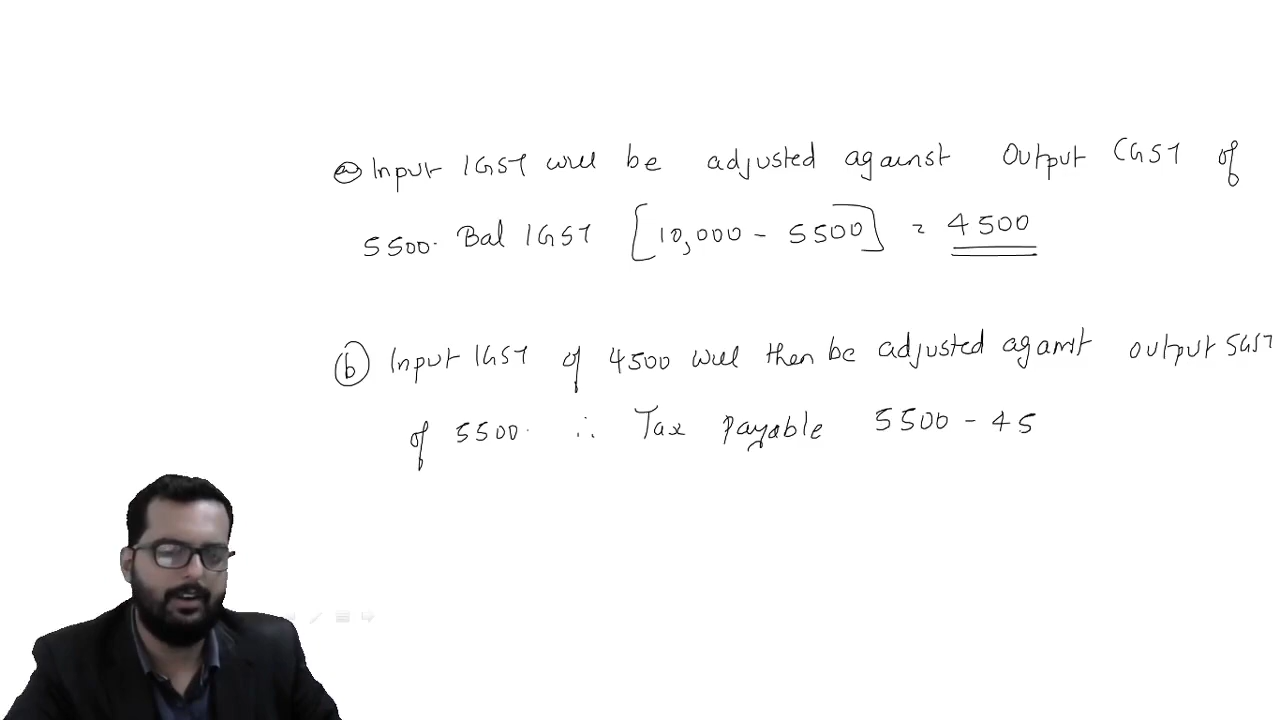 (a) Input IGST will be adjusted against Output CGST of
5500. Bal IGST [10,000 - 5500] = 4500
(b) Input IGST of 4500 will then be adjusted against output SGST
of 5500. ∴ Tax payable 5500 - 45